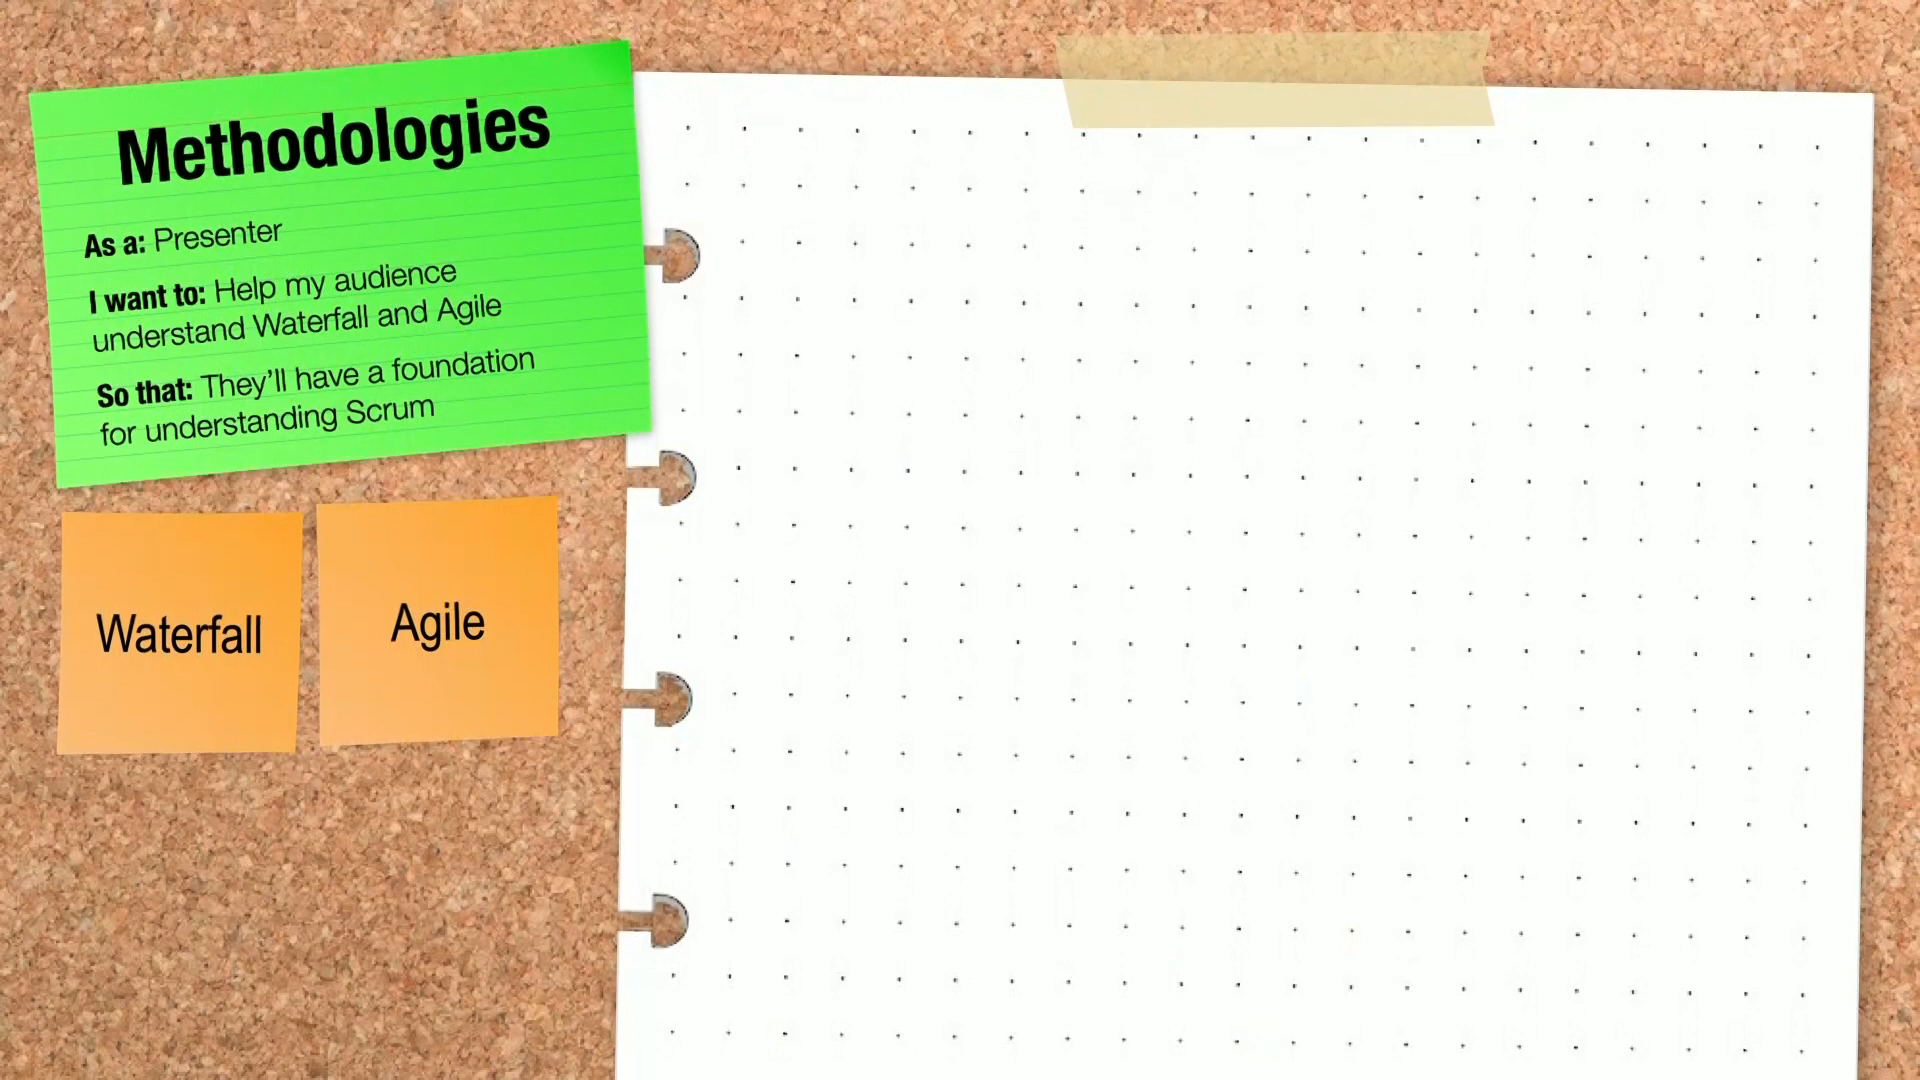 Methodologies
As a: Presenter
I want to: Help my audience
understand Waterfall and Agile
So that: They’ll have a foundation
for understanding Scrum
Waterfall
Agile